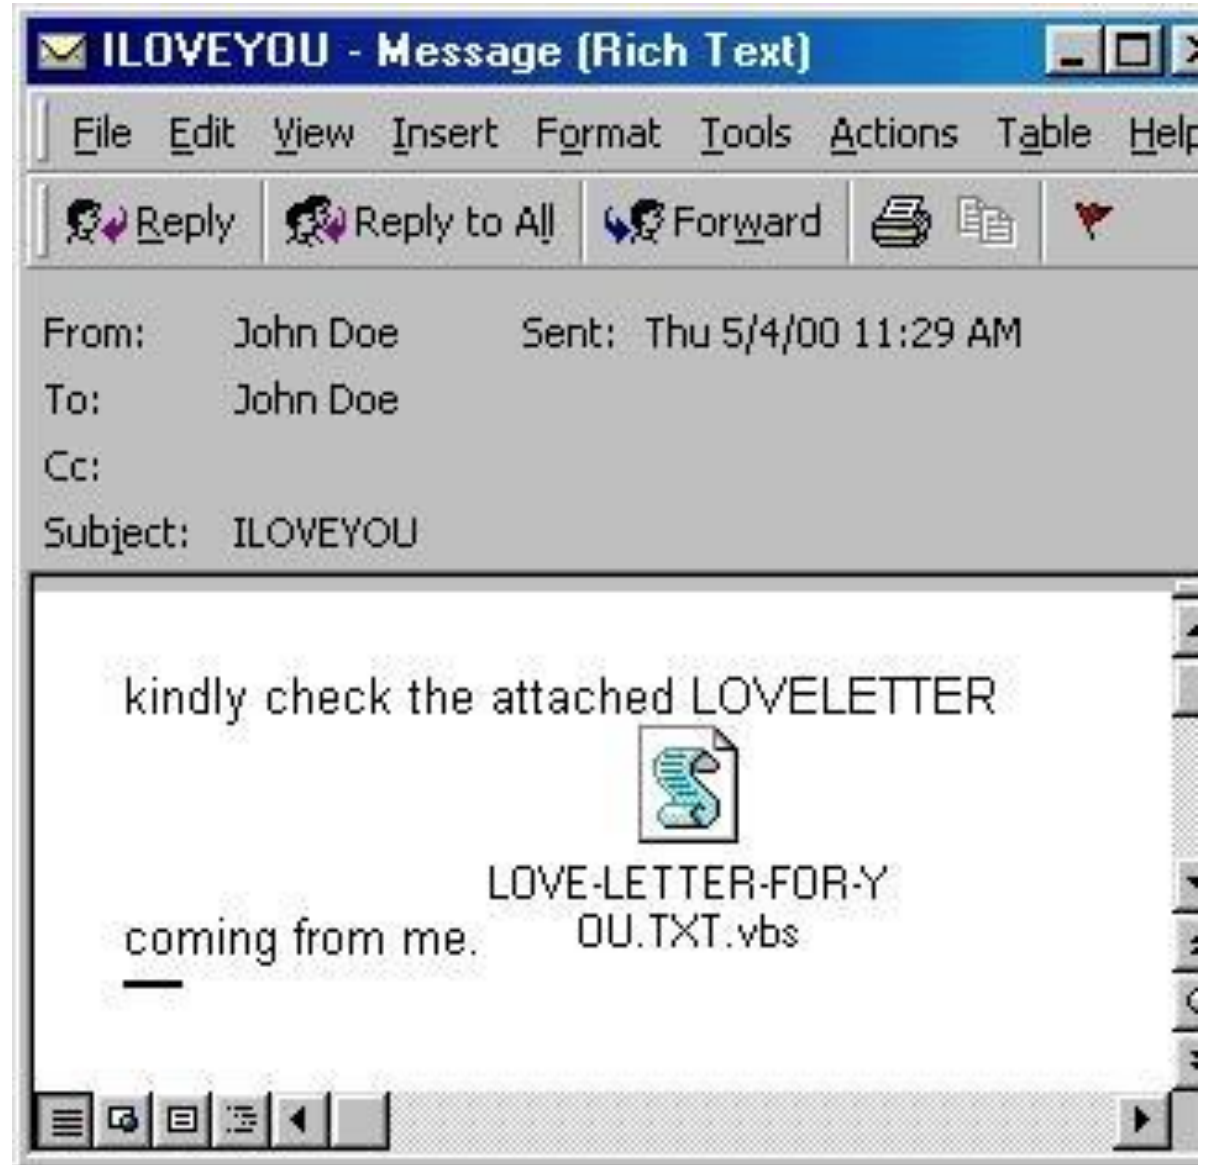 ILOVEYOU - Message (Rich Text)
File Edit View Insert Format Tools Actions Table Help
Reply Reply to All Forward
From: John Doe Sent: Thu 5/4/00 11:29 AM
To: John Doe
Cc:
Subject: ILOVEYOU
kindly check the attached LOVELETTER
LOVE-LETTER-FOR-Y
OU.TXT.vbs
coming from me.